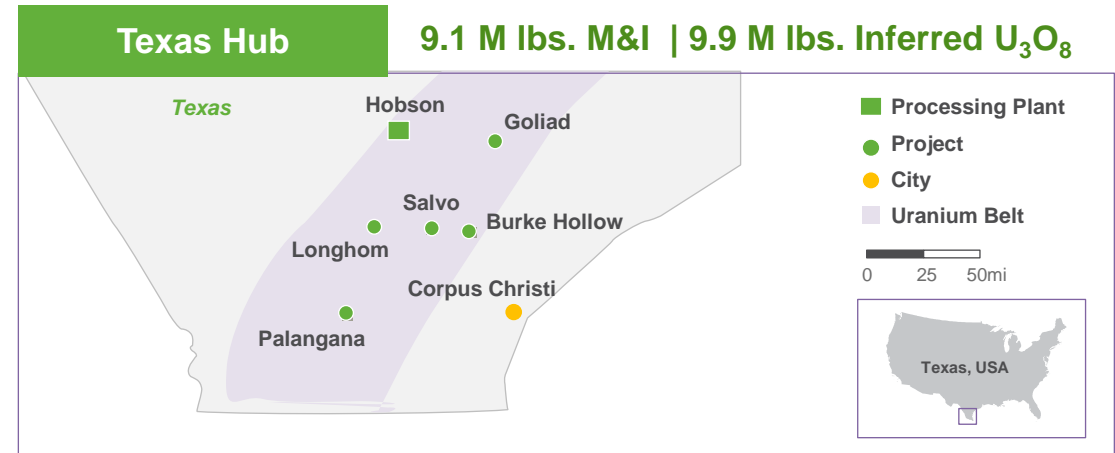 Texas Hub
9.1 M lbs. M&I | 9.9 M lbs. Inferred U₃O₈
Texas
Hobson
Goliad
Salvo
Burke Hollow
Longhom
Corpus Christi
Palangana
Processing Plant
Project
City
Uranium Belt
0 25 50mi
Texas, USA